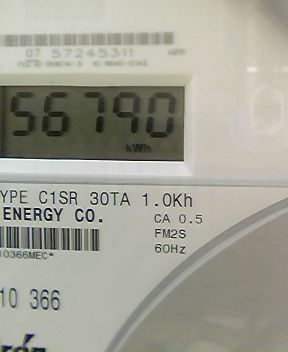 07 57245311
56790
kWh
YPE C1SR 30TA 1.0Kh
ENERGY CO.
CA 0.5
FM2S
60Hz
10366MEC*
10 366